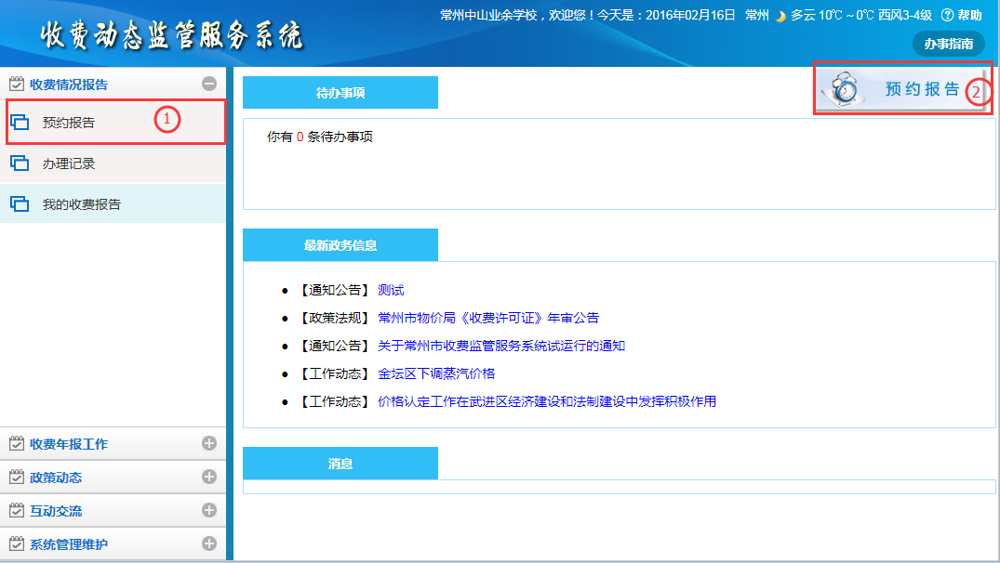 常州中山业余学校，欢迎您！今天是：2016年02月16日 常州 多云 10℃~0℃ 西风3-4级 帮助
收费动态监管服务系统
办事指南
收费情况报告
预约报告 1
办理记录
我的收费报告
收费年报工作
政策动态
互动交流
系统管理维护
待办事项
预约报告 2
你有 0 条待办事项
最新政务信息
● 【通知公告】 测试
● 【政策法规】 常州市物价局《收费许可证》年审公告
● 【通知公告】 关于常州市收费监管服务系统试运行的通知
● 【工作动态】 金坛区下调蒸汽价格
● 【工作动态】 价格认定工作在武进区经济建设和法制建设中发挥积极作用
消息